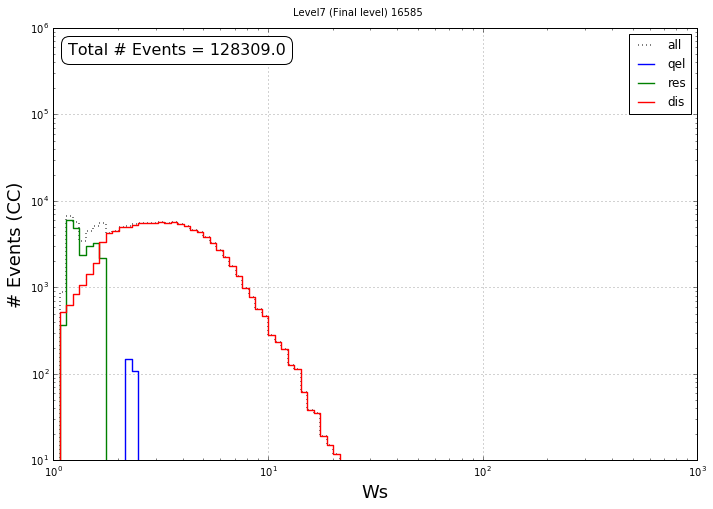 Level7 (Final level) 16585
Total # Events = 128309.0
all
qel
res
dis
# Events (CC)
10^6
10^5
10^4
10^3
10^2
10^1
10^0
10^1
10^2
10^3
Ws